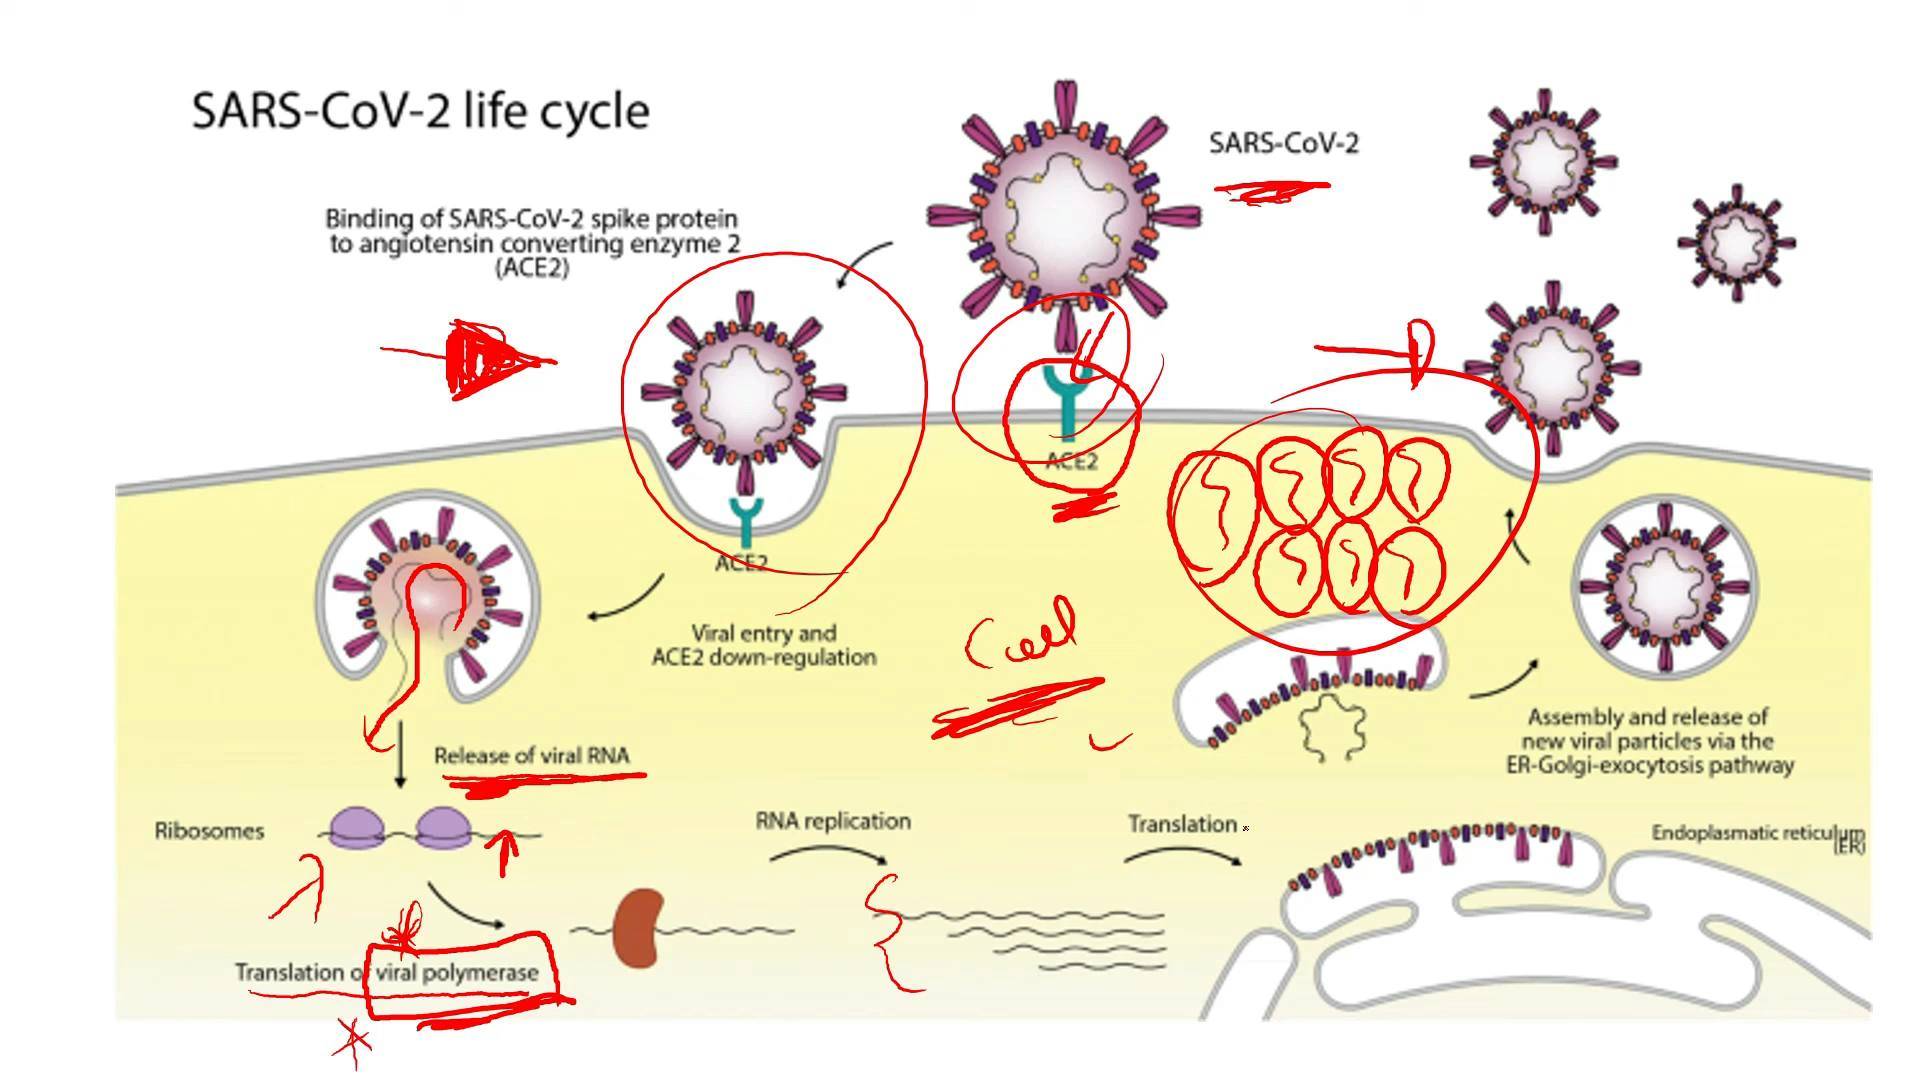 SARS-CoV-2 life cycle
SARS-CoV-2
Binding of SARS-CoV-2 spike protein
to angiotensin converting enzyme 2
(ACE2)
ACE2
ACE2
Cell
Viral entry and
ACE2 down-regulation
Release of viral RNA
Assembly and release of
new viral particles via the
ER-Golgi-exocytosis pathway
Ribosomes
RNA replication
Translation
Endoplasmatic reticulum
(ER)
Translation of viral polymerase